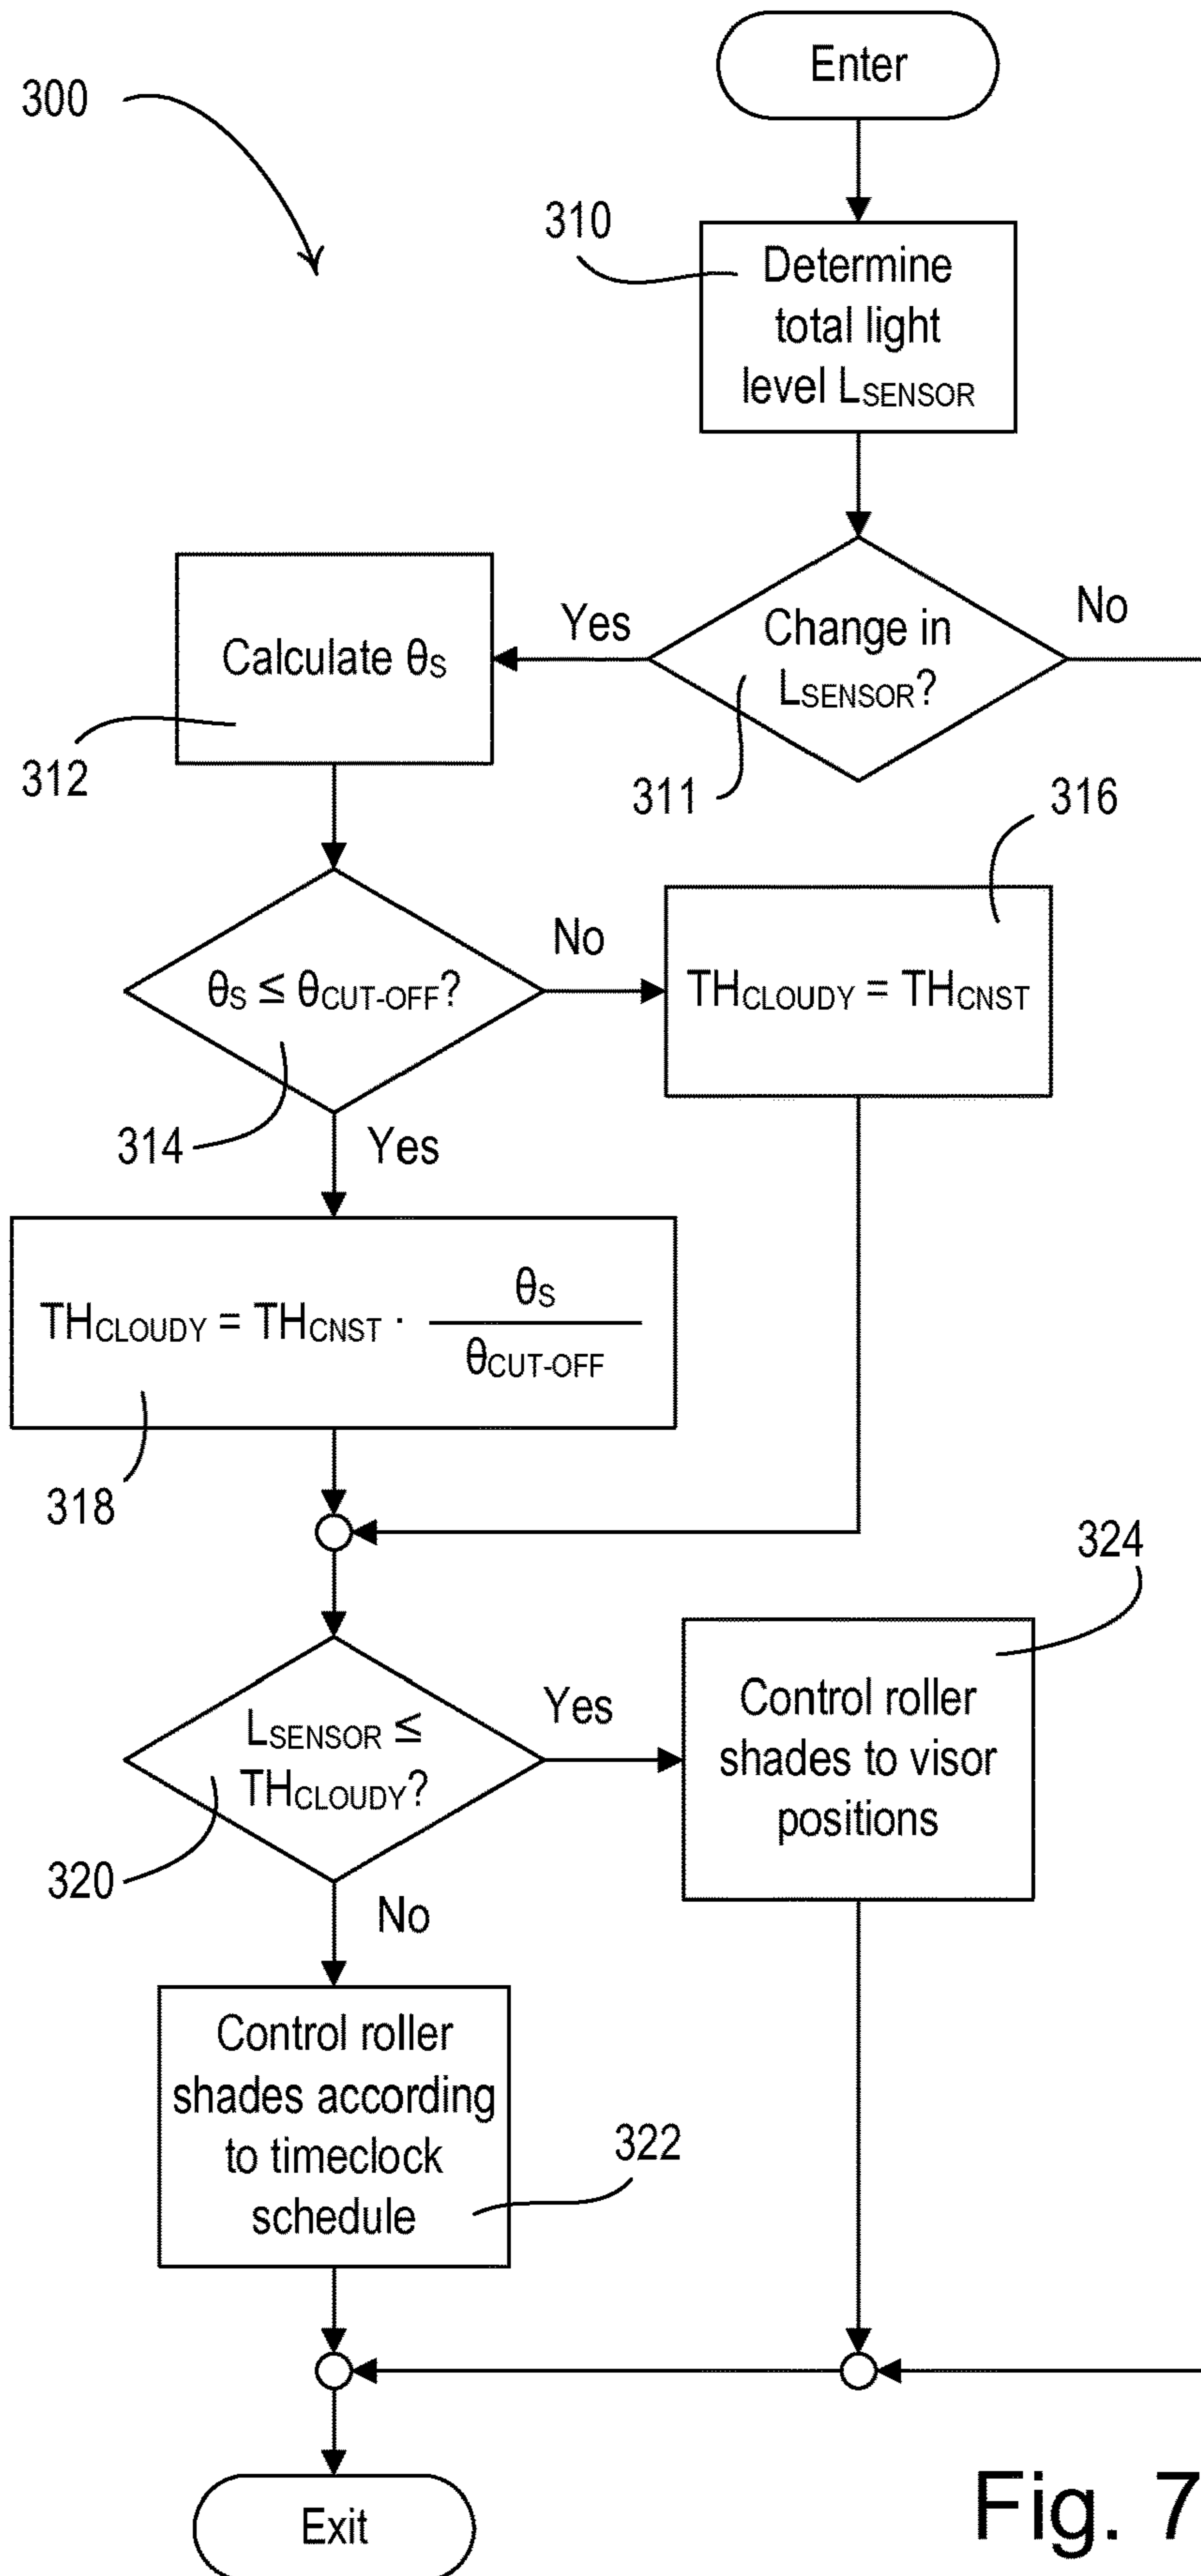 Enter
300
310
Determine
total light
level LSENSOR
Change in
LSENSOR?
Yes
No
311
Calculate θS
312
θS ≤ θCUT-OFF?
No
314
Yes
316
THCLOUDY = THCNST
THCLOUDY = THCNST · θS
θCUT-OFF
318
LSENSOR ≤
THCLOUDY?
Yes
320
No
324
Control roller
shades to visor
positions
Control roller
shades according
to timeclock
schedule
322
Exit
Fig. 7